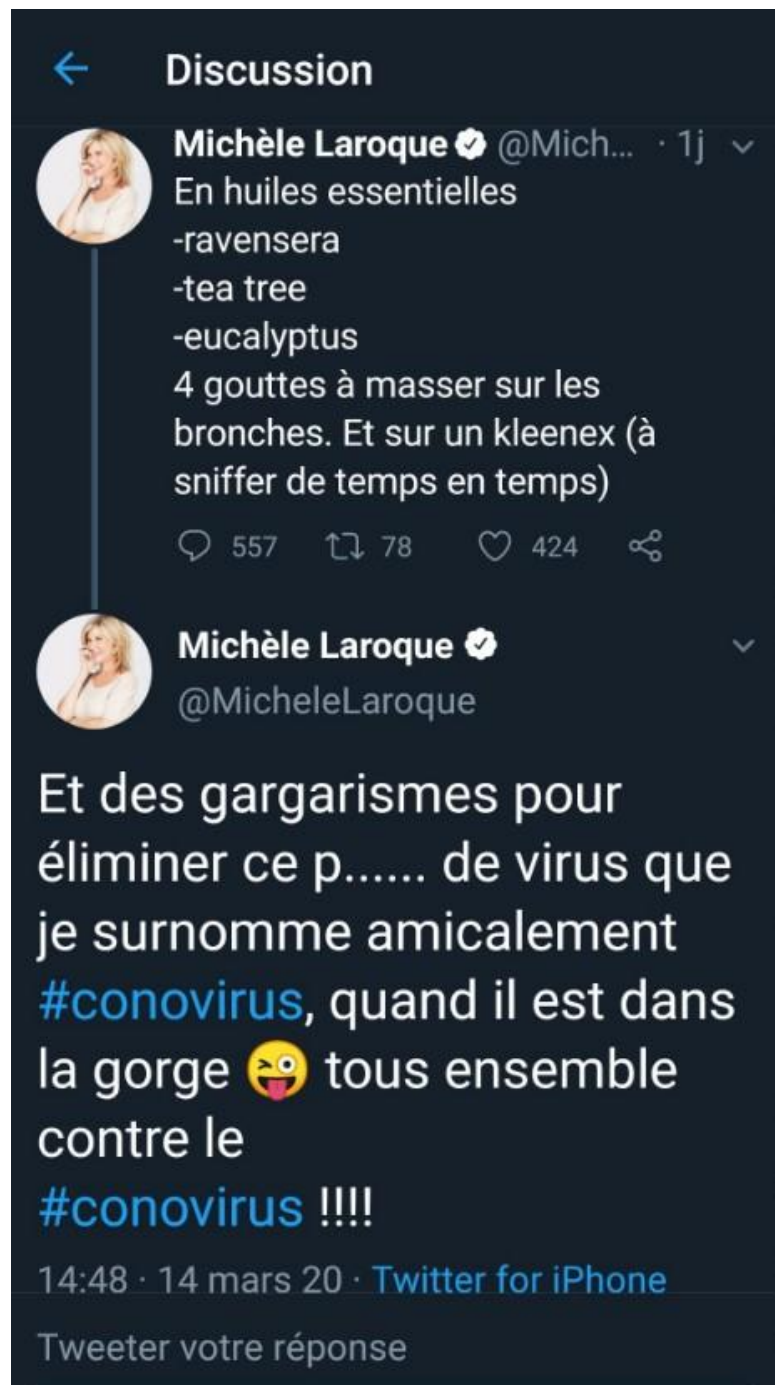 Discussion
Michèle Laroque @Mich... · 1j
En huiles essentielles
-ravensera
-tea tree
-eucalyptus
4 gouttes à masser sur les
bronches. Et sur un kleenex (à
sniffer de temps en temps)
557 78 424
Michèle Laroque
@MicheleLaroque
Et des gargarismes pour
éliminer ce p...... de virus que
je surnomme amicalement
#conovirus, quand il est dans
la gorge 😜 tous ensemble
contre le
#conovirus !!!!
14:48 · 14 mars 20 · Twitter for iPhone
Tweeter votre réponse